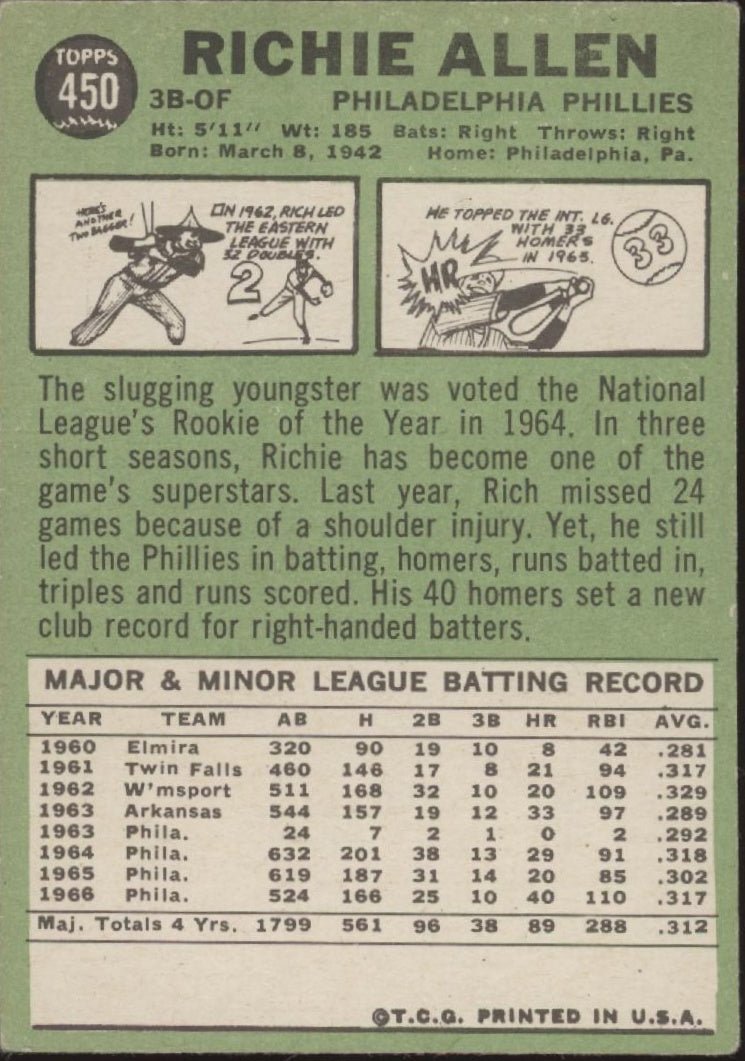 TOPPS
450
RICHIE ALLEN
3B-OF PHILADELPHIA PHILLIES
Ht: 5'11" Wt: 185 Bats: Right Throws: Right
Born: March 8, 1942 Home: Philadelphia, Pa.
HERE'S
ANOTHER
TWO BAGGER!
IN 1962, RICH LED
THE EASTERN
LEAGUE WITH
32 DOUBLES.
2
HE TOPPED THE INT. LG.
WITH 33
HOMERS
IN 1963.
HR
33
The slugging youngster was voted the National
League's Rookie of the Year in 1964. In three
short seasons, Richie has become one of the
game's superstars. Last year, Rich missed 24
games because of a shoulder injury. Yet, he still
led the Phillies in batting, homers, runs batted in,
triples and runs scored. His 40 homers set a new
club record for right-handed batters.
MAJOR & MINOR LEAGUE BATTING RECORD
YEAR TEAM AB H 2B 3B HR RBI AVG.
1960 Elmira 320 90 19 10 8 42 .281
1961 Twin Falls 460 146 17 8 21 94 .317
1962 W'msport 511 168 32 10 20 109 .329
1963 Arkansas 544 157 19 12 33 97 .289
1963 Phila. 24 7 2 1 0 2 .292
1964 Phila. 632 201 38 13 29 91 .318
1965 Phila. 619 187 31 14 20 85 .302
1966 Phila. 524 166 25 10 40 110 .317
Maj. Totals 4 Yrs. 1799 561 96 38 89 288 .312
©T.C.G. PRINTED IN U.S.A.